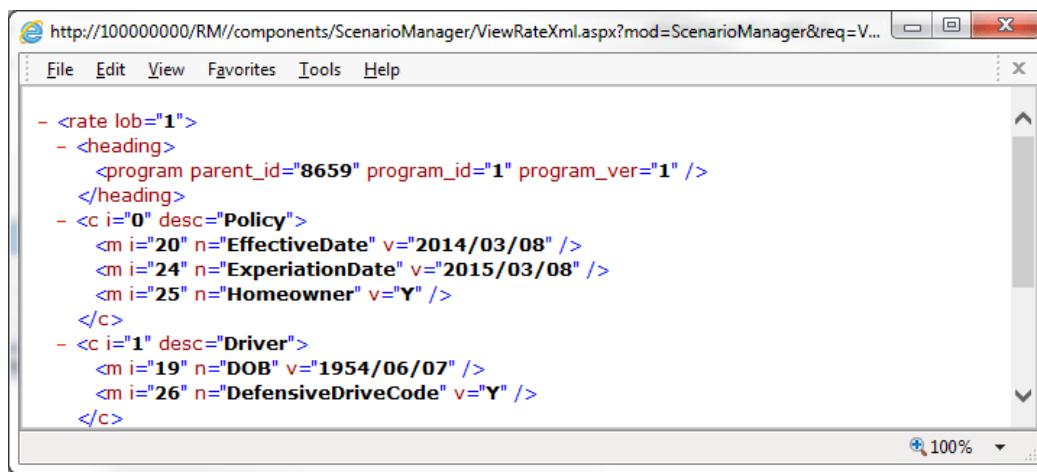 http://100000000/RM//components/ScenarioManager/ViewRateXml.aspx?mod=ScenarioManager&req=V...
File Edit View Favorites Tools Help
- <rate lob="1">
- <heading>
<program parent_id="8659" program_id="1" program_ver="1" />
</heading>
- <c i="0" desc="Policy">
<m i="20" n="EffectiveDate" v="2014/03/08" />
<m i="24" n="ExperiationDate" v="2015/03/08" />
<m i="25" n="Homeowner" v="Y" />
</c>
- <c i="1" desc="Driver">
<m i="19" n="DOB" v="1954/06/07" />
<m i="26" n="DefensiveDriveCode" v="Y" />
</c>
100%